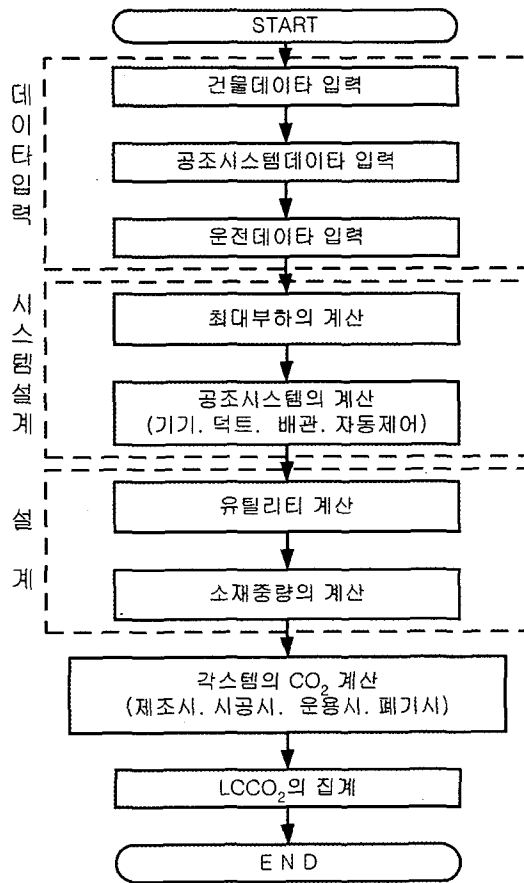 START
데이타입력
건물데이타 입력
공조시스템데이타 입력
운전데이타 입력
시스템설계
최대부하의 계산
공조시스템의 계산
(기기. 덕트. 배관. 자동제어)
설계
유틸리티 계산
소재중량의 계산
각스템의 CO₂ 계산
(제조시. 시공시. 운용시. 폐기시)
LCCO₂의 집계
E N D